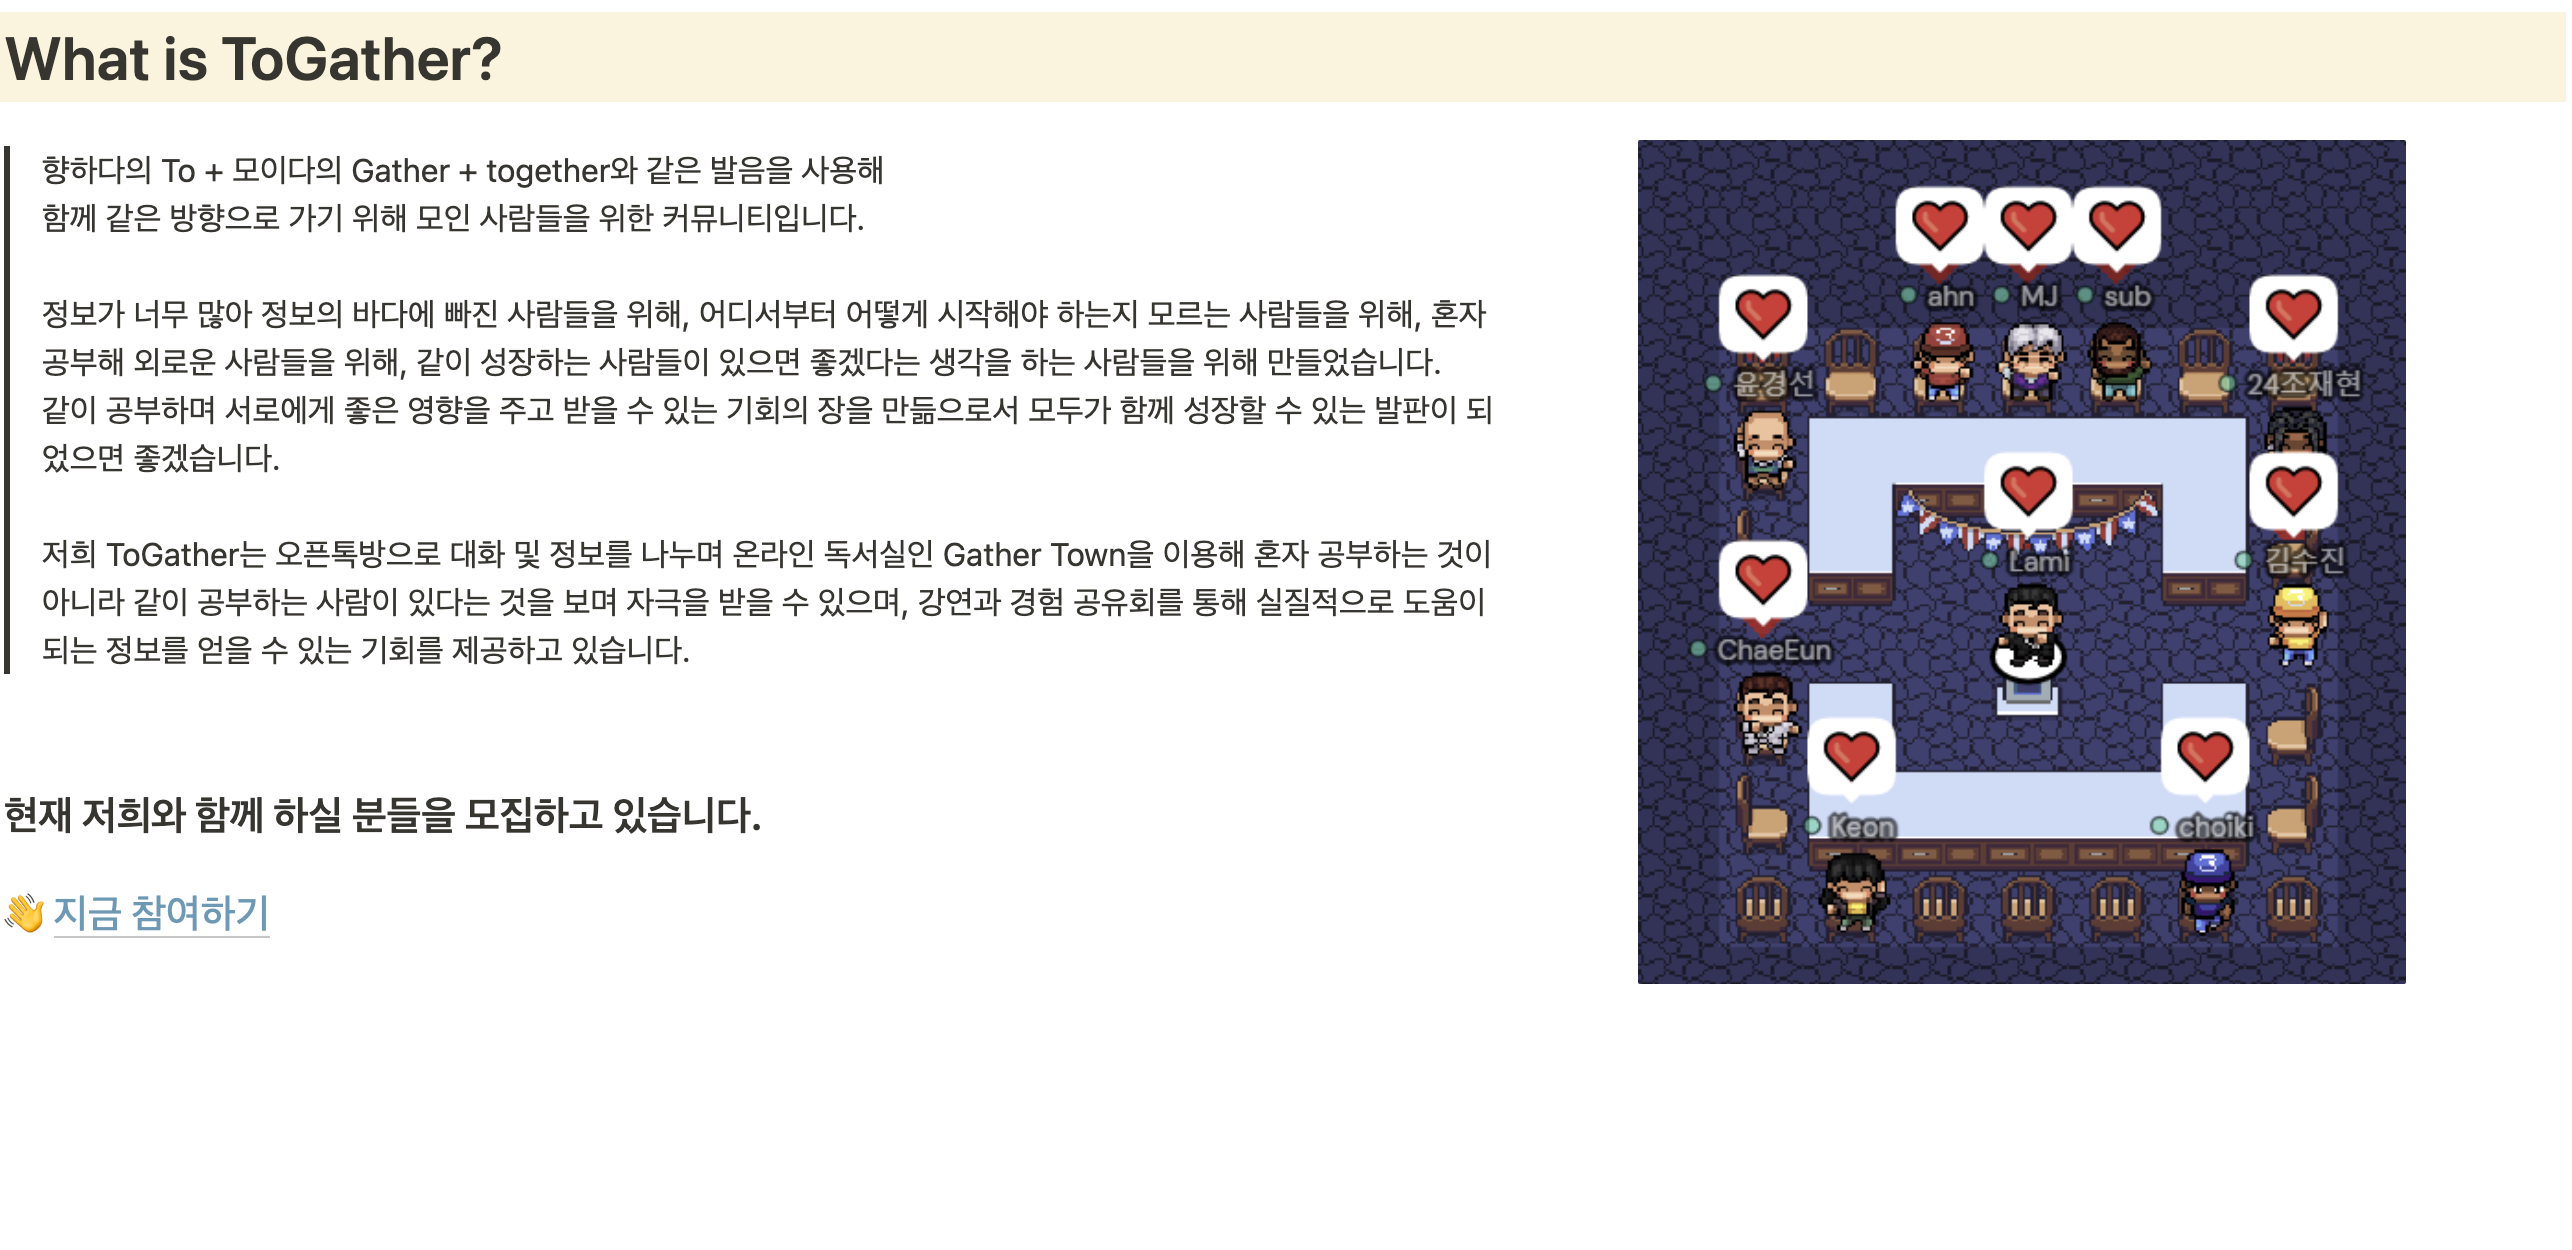 What is ToGather?
향하다의 To + 모이다의 Gather + together와 같은 발음을 사용해
함께 같은 방향으로 가기 위해 모인 사람들을 위한 커뮤니티입니다.
정보가 너무 많아 정보의 바다에 빠진 사람들을 위해, 어디서부터 어떻게 시작해야 하는지 모르는 사람들을 위해, 혼자
공부해 외로운 사람들을 위해, 같이 성장하는 사람들이 있으면 좋겠다는 생각을 하는 사람들을 위해 만들었습니다.
같이 공부하며 서로에게 좋은 영향을 주고 받을 수 있는 기회의 장을 만듦으로서 모두가 함께 성장할 수 있는 발판이 되
었으면 좋겠습니다.
저희 ToGather는 오픈톡방으로 대화 및 정보를 나누며 온라인 독서실인 Gather Town을 이용해 혼자 공부하는 것이
아니라 같이 공부하는 사람이 있다는 것을 보며 자극을 받을 수 있으며, 강연과 경험 공유회를 통해 실질적으로 도움이
되는 정보를 얻을 수 있는 기회를 제공하고 있습니다.
현재 저희와 함께 하실 분들을 모집하고 있습니다.
👋 지금 참여하기
ahn MJ sub
윤경선 24조재현
Lami 김수진
ChaeEun
Keon choiki